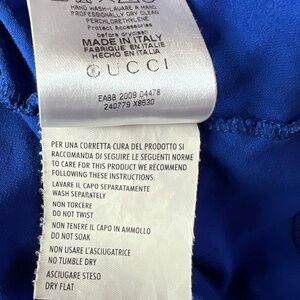 HAND WASH-LAVARE A MANO
PROFESSIONALLY DRY CLEAN
PERCHLORETHYLENE
Protect Accessories
before dryclean
MADE IN ITALY
FABRIQUE EN ITALIE
HECHO EN ITALIA
GUCCI
EABB 2009 04478
240779 X8530
PER UNA CORRETTA CURA DEL PRODOTTO SI
RACCOMANDA DI SEGUIRE LE SEGUENTI NORME
TO CARE FOR THIS PRODUCT WE RECOMMEND
FOLLOWING THESE INSTRUCTIONS
LAVARE IL CAPO SEPARATAMENTE
WASH SEPARATELY
NON TORCERE
DO NOT TWIST
NON TENERE IL CAPO IN AMMOLLO
DO NOT SOAK
NON USARE L'ASCIUGATRICE
NO TUMBLE DRY
ASCIUGARE STESO
DRY FLAT